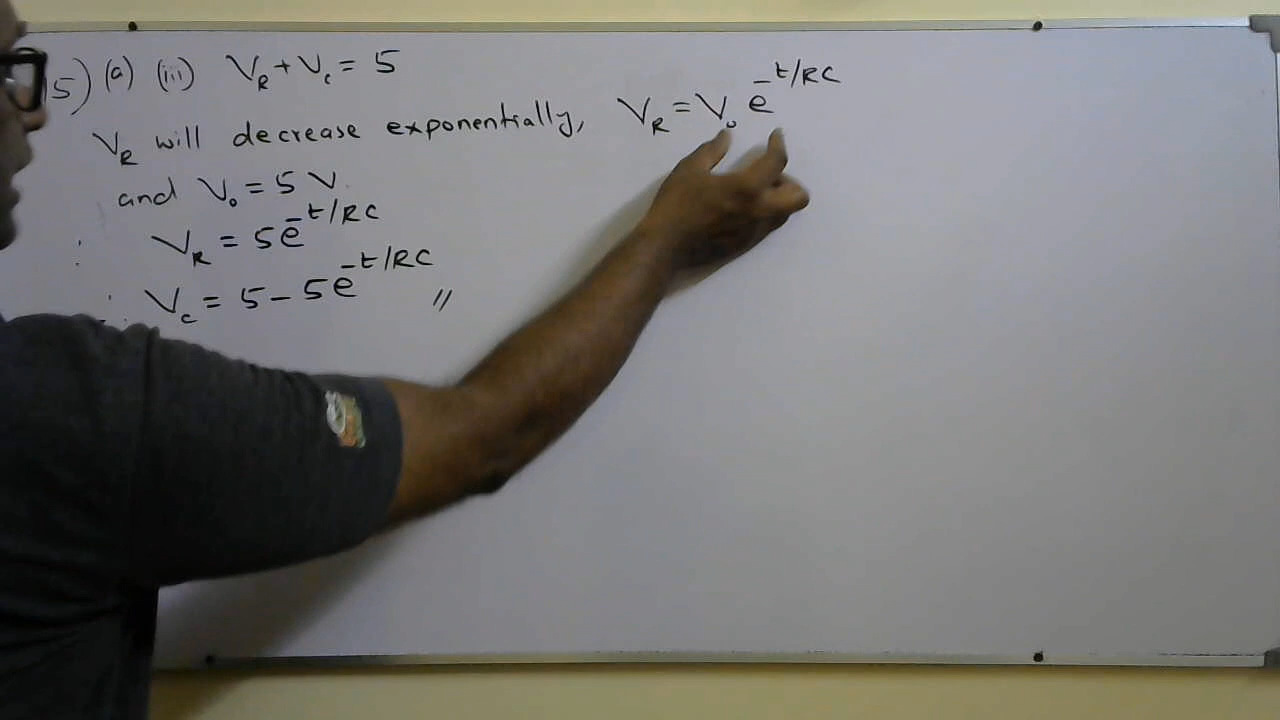 5) (a) (iii) V_R + V_c = 5
V_R will decrease exponentially, V_R = V_0 e^{-t/RC}
and V_0 = 5 V.
∴ V_R = 5e^{-t/RC}
∴ V_c = 5 - 5e^{-t/RC} //